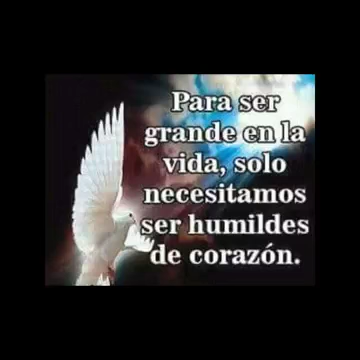 Para ser
grande en la
vida, solo
necesitamos
ser humildes
de corazón.